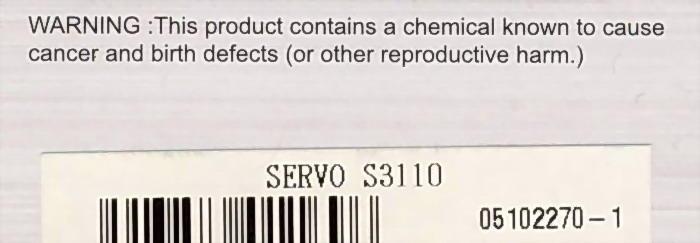 WARNING :This product contains a chemical known to cause
cancer and birth defects (or other reproductive harm.)
SERVO S3110
05102270-1